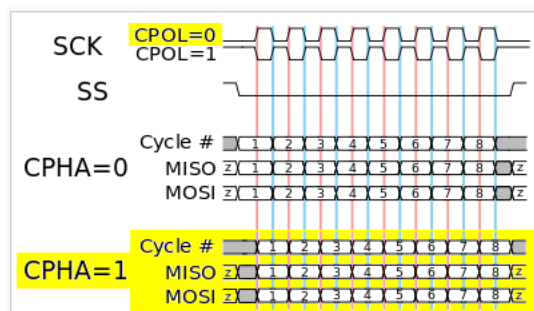 SCK CPOL=0
CPOL=1
SS
Cycle # 1 2 3 4 5 6 7 8
CPHA=0 MISO z 1 2 3 4 5 6 7 8 z
MOSI z 1 2 3 4 5 6 7 8 z
Cycle # 1 2 3 4 5 6 7 8
CPHA=1 MISO z 1 2 3 4 5 6 7 8 z
MOSI z 1 2 3 4 5 6 7 8 z